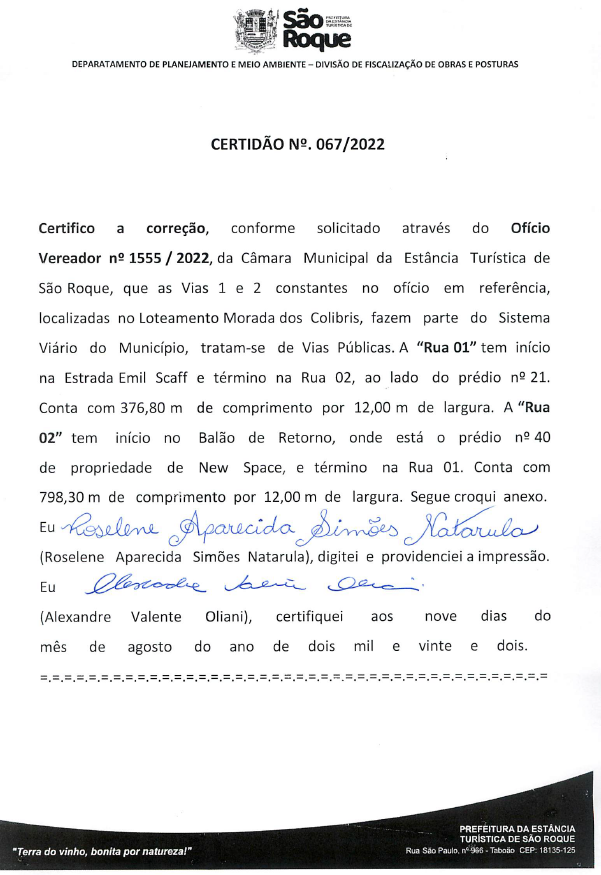 São Roque
PREFEITURA DA ESTÂNCIA TURÍSTICA DE
DEPARATAMENTO DE PLANEJAMENTO E MEIO AMBIENTE – DIVISÃO DE FISCALIZAÇÃO DE OBRAS E POSTURAS
CERTIDÃO Nº. 067/2022
Certifico a correção, conforme solicitado através do Ofício
Vereador nº 1555 / 2022, da Câmara Municipal da Estância Turística de
São Roque, que as Vias 1 e 2 constantes no ofício em referência,
localizadas no Loteamento Morada dos Colibris, fazem parte do Sistema
Viário do Município, tratam-se de Vias Públicas. A “Rua 01” tem início
na Estrada Emil Scaff e término na Rua 02, ao lado do prédio nº 21.
Conta com 376,80 m de comprimento por 12,00 m de largura. A “Rua
02” tem início no Balão de Retorno, onde está o prédio nº 40
de propriedade de New Space, e término na Rua 01. Conta com
798,30 m de comprimento por 12,00 m de largura. Segue croqui anexo.
Eu Roselene Aparecida Simões Natarula
(Roselene Aparecida Simões Natarula), digitei e providenciei a impressão.
Eu
(Alexandre Valente Oliani), certifiquei aos nove dias do
mês de agosto do ano de dois mil e vinte e dois.
=.=.=.=.=.=.=.=.=.=.=.=.=.=.=.=.=.=.=.=.=.=.=.=.=.=.=.=.=.=.=.=.=.=.=.=.=.=.=.=.=.=
"Terra do vinho, bonita por natureza!"
PREFEITURA DA ESTÂNCIA
TURÍSTICA DE SÃO ROQUE
Rua São Paulo, nº 966 - Taboão CEP: 18135-125